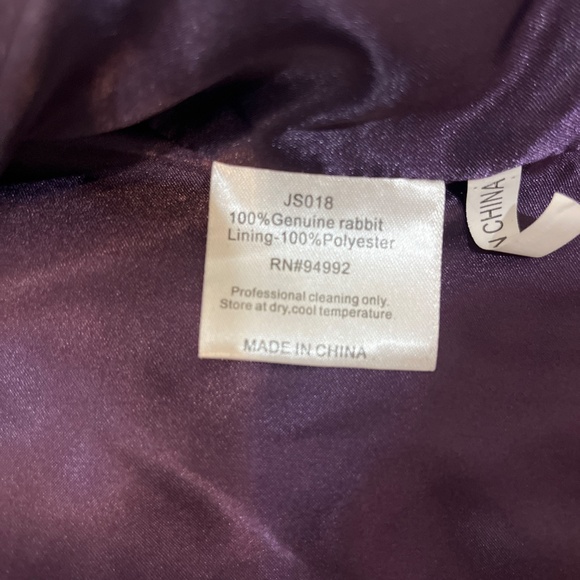 JS018
100%Genuine rabbit
Lining-100%Polyester
RN#94992
Professional cleaning only.
Store at dry,cool temperature
MADE IN CHINA
N CHINA